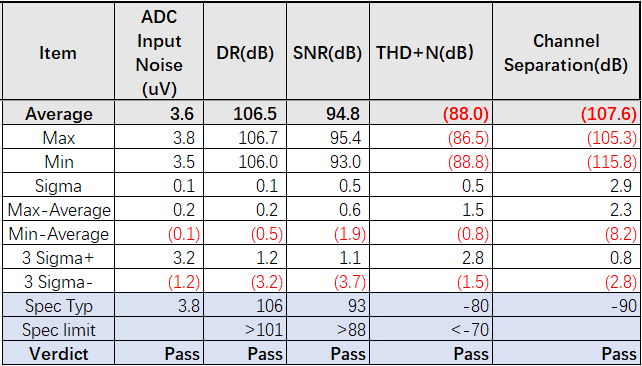 Item ADC Input Noise (uV) DR(dB) SNR(dB) THD+N(dB) Channel Separation(dB)
Average 3.6 106.5 94.8 (88.0) (107.6)
Max 3.8 106.7 95.4 (86.5) (105.3)
Min 3.5 106.0 93.0 (88.8) (115.8)
Sigma 0.1 0.1 0.5 0.5 2.9
Max-Average 0.2 0.2 0.6 1.5 2.3
Min-Average (0.1) (0.5) (1.9) (0.8) (8.2)
3 Sigma+ 3.2 1.2 1.1 2.8 0.8
3 Sigma- (1.2) (3.2) (3.7) (1.5) (2.8)
Spec Typ 3.8 106 93 -80 -90
Spec limit >101 >88 <-70
Verdict Pass Pass Pass Pass Pass